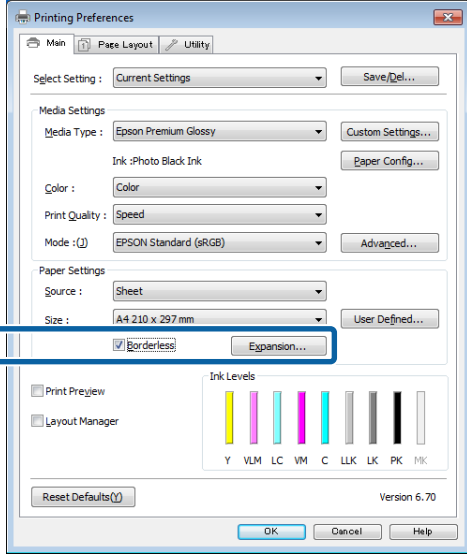 Printing Preferences
Main Page Layout Utility
Select Setting : Current Settings Save/Del...
Media Settings
Media Type : Epson Premium Glossy Custom Settings...
Ink :Photo Black Ink Paper Config...
Color : Color
Print Quality : Speed
Mode :(J) EPSON Standard (sRGB) Advanced...
Paper Settings
Source : Sheet
Size : A4 210 x 297 mm User Defined...
Borderless Expansion...
Print Preview
Layout Manager
Ink Levels
Y VLM LC VM C LLK LK PK MK
Reset Defaults(Y) Version 6.70
OK Cancel Help